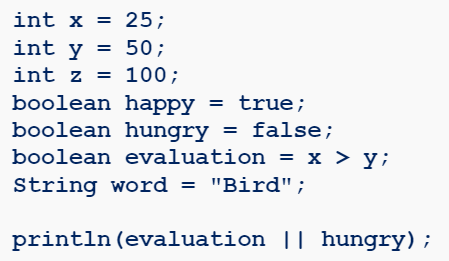 int x = 25;
int y = 50;
int z = 100;
boolean happy = true;
boolean hungry = false;
boolean evaluation = x > y;
String word = "Bird";
println(evaluation || hungry);